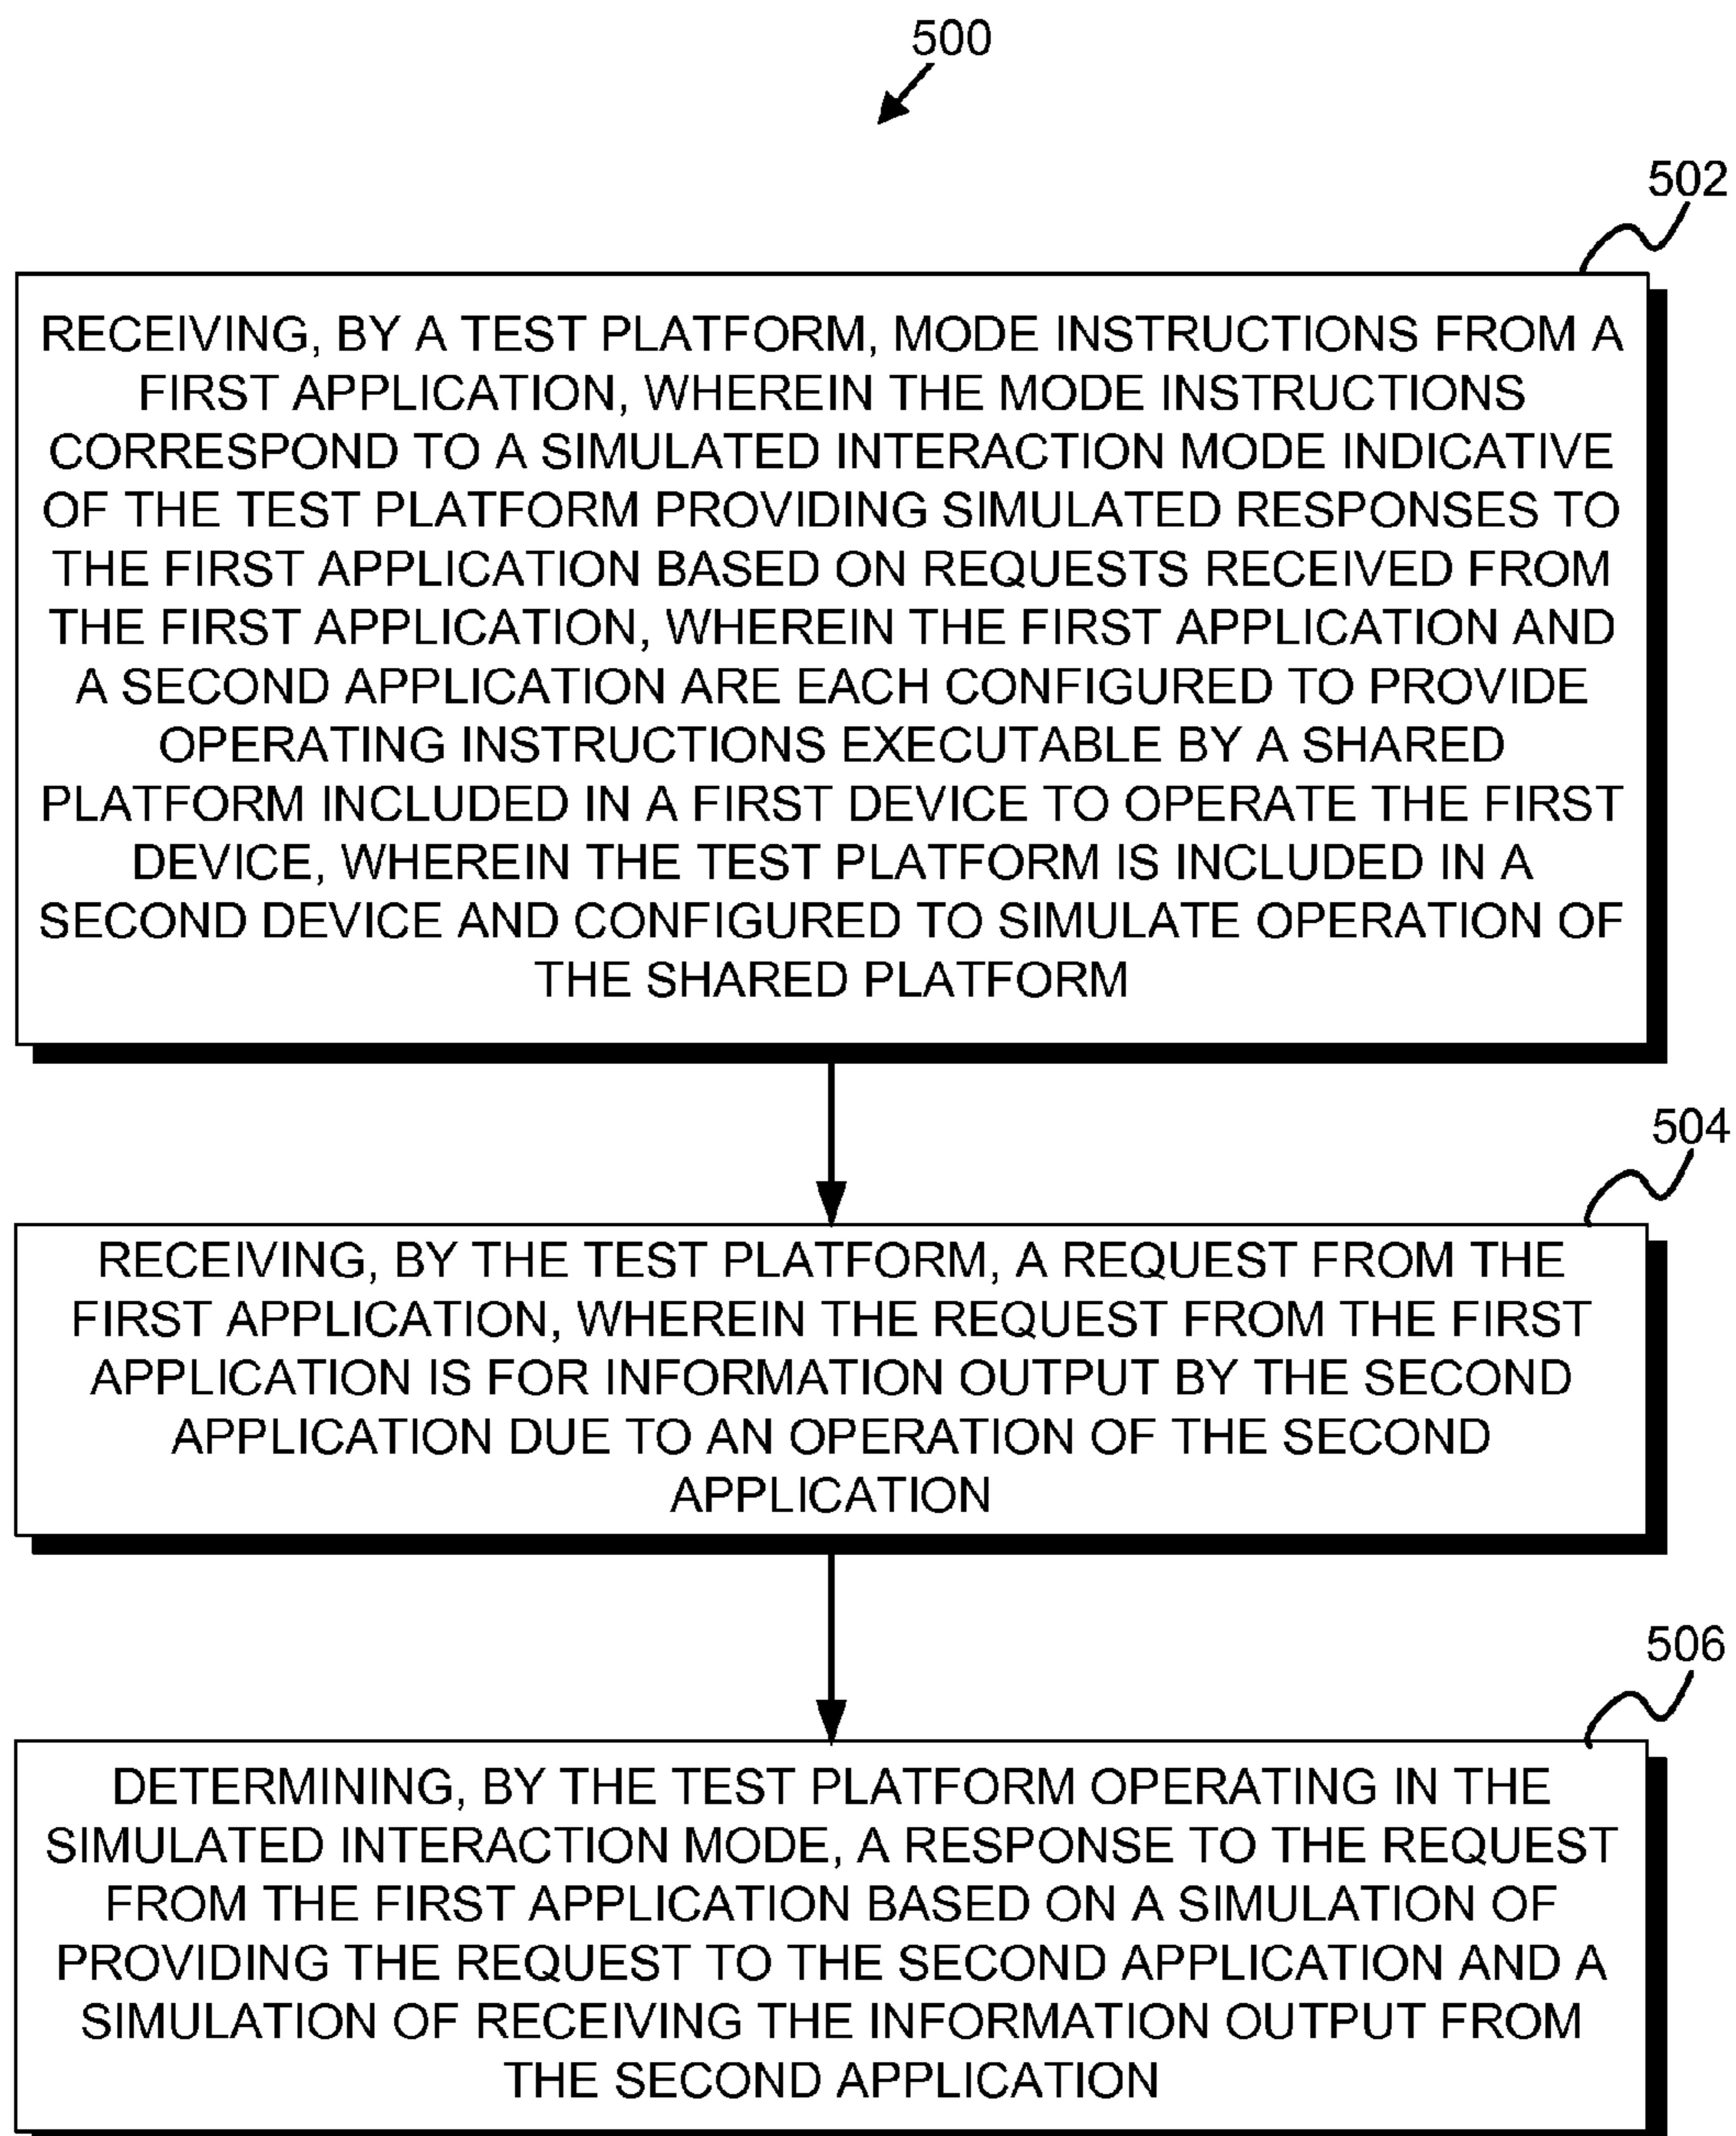 500
502
RECEIVING, BY A TEST PLATFORM, MODE INSTRUCTIONS FROM A
FIRST APPLICATION, WHEREIN THE MODE INSTRUCTIONS
CORRESPOND TO A SIMULATED INTERACTION MODE INDICATIVE
OF THE TEST PLATFORM PROVIDING SIMULATED RESPONSES TO
THE FIRST APPLICATION BASED ON REQUESTS RECEIVED FROM
THE FIRST APPLICATION, WHEREIN THE FIRST APPLICATION AND
A SECOND APPLICATION ARE EACH CONFIGURED TO PROVIDE
OPERATING INSTRUCTIONS EXECUTABLE BY A SHARED
PLATFORM INCLUDED IN A FIRST DEVICE TO OPERATE THE FIRST
DEVICE, WHEREIN THE TEST PLATFORM IS INCLUDED IN A
SECOND DEVICE AND CONFIGURED TO SIMULATE OPERATION OF
THE SHARED PLATFORM
504
RECEIVING, BY THE TEST PLATFORM, A REQUEST FROM THE
FIRST APPLICATION, WHEREIN THE REQUEST FROM THE FIRST
APPLICATION IS FOR INFORMATION OUTPUT BY THE SECOND
APPLICATION DUE TO AN OPERATION OF THE SECOND
APPLICATION
506
DETERMINING, BY THE TEST PLATFORM OPERATING IN THE
SIMULATED INTERACTION MODE, A RESPONSE TO THE REQUEST
FROM THE FIRST APPLICATION BASED ON A SIMULATION OF
PROVIDING THE REQUEST TO THE SECOND APPLICATION AND A
SIMULATION OF RECEIVING THE INFORMATION OUTPUT FROM
THE SECOND APPLICATION